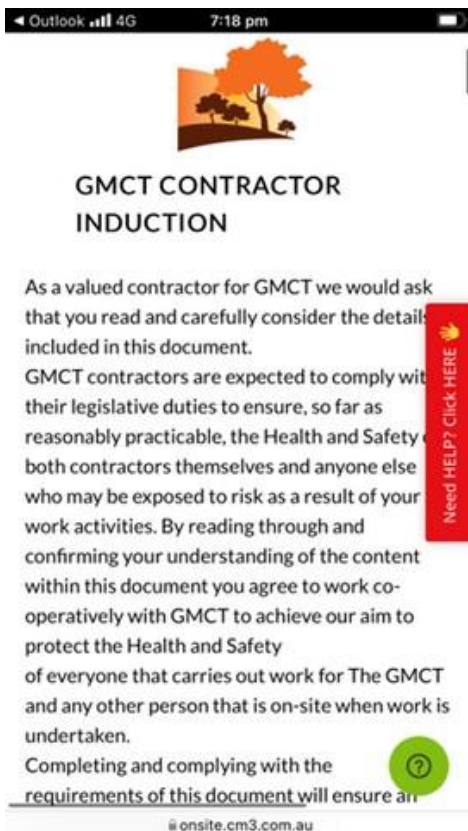 ◄ Outlook 4G 7:18 pm
GMCT CONTRACTOR
INDUCTION
As a valued contractor for GMCT we would ask
that you read and carefully consider the details
included in this document.
GMCT contractors are expected to comply wit
their legislative duties to ensure, so far as
reasonably practicable, the Health and Safety
both contractors themselves and anyone else
who may be exposed to risk as a result of your
work activities. By reading through and
confirming your understanding of the content
within this document you agree to work co-
operatively with GMCT to achieve our aim to
protect the Health and Safety
of everyone that carries out work for The GMCT
and any other person that is on-site when work is
undertaken.
Completing and complying with the
requirements of this document will ensure an
Need HELP? Click HERE 👋
onsite.cm3.com.au